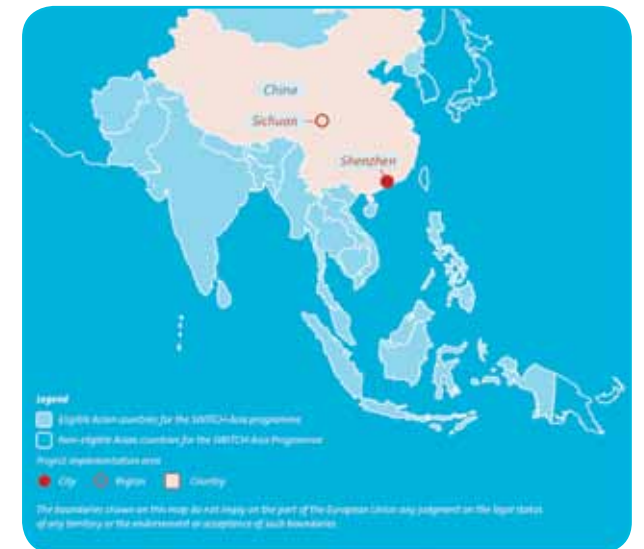 China
Sichuan
Shenzhen
Legend
Eligible Asian countries for the SWITCH-Asia programme
Non-eligible Asian countries for the SWITCH-Asia Programme
Project implementation area
City
Region
Country
The boundaries shown on this map do not imply on the part of the European Union any judgment on the legal status
of any territory or the endorsement or acceptance of such boundaries.